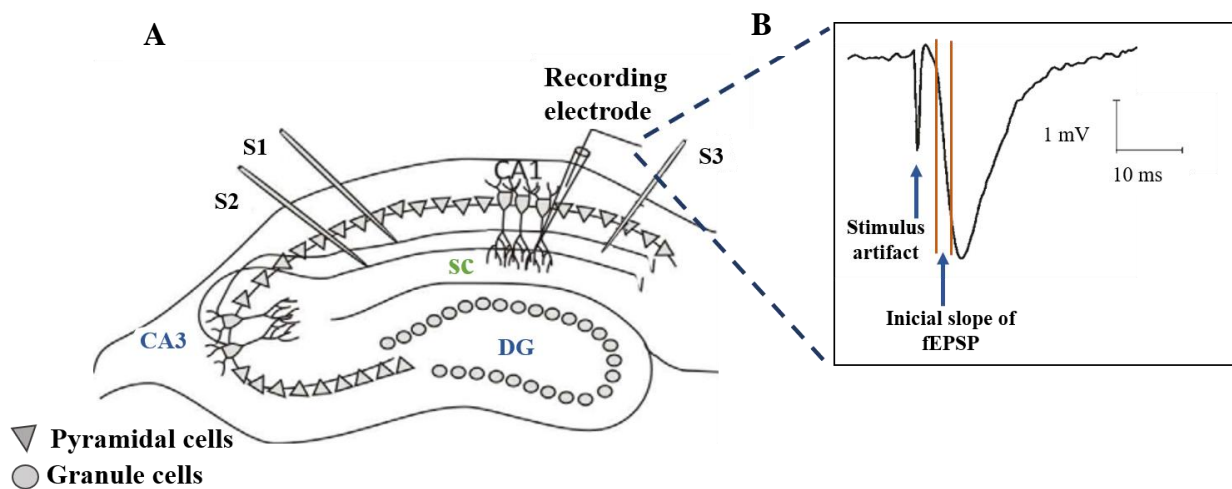 A
B
Recording
electrode
S1
S2
S3
CA1
SC
CA3
DG
Pyramidal cells
Granule cells
1 mV
10 ms
Stimulus
artifact
Inicial slope of
fEPSP